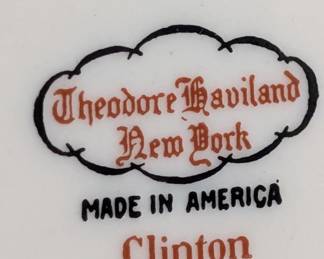 Theodore Haviland
New York
MADE IN AMERICA
Clinton